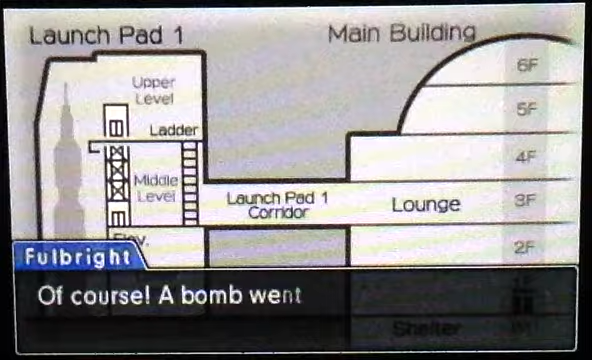 Launch Pad 1
Main Building
Upper
Level
Ladder
Middle
Level
Launch Pad 1
Corridor
Lounge
6F
5F
4F
3F
2F
1F
Elev.
Shelter
Fulbright
Of course! A bomb went